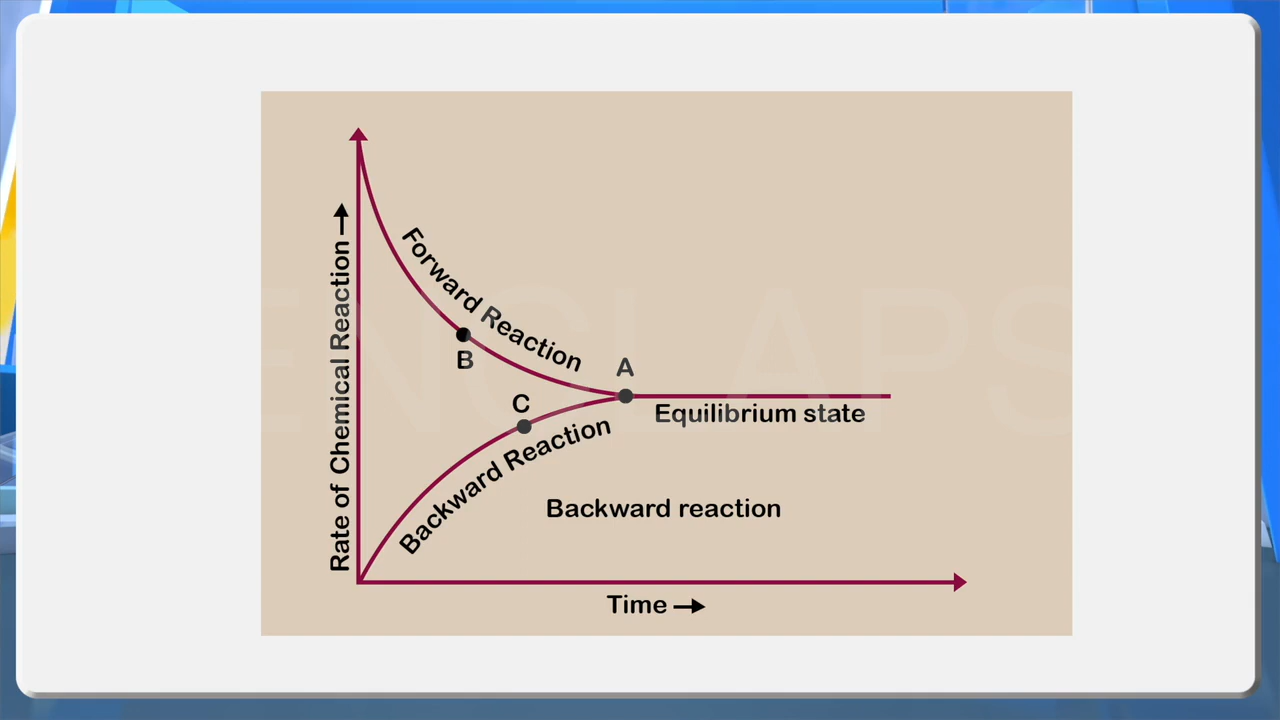 Rate of Chemical Reaction →
Forward Reaction
B
A
C
Equilibrium state
Backward Reaction
Backward reaction
Time →